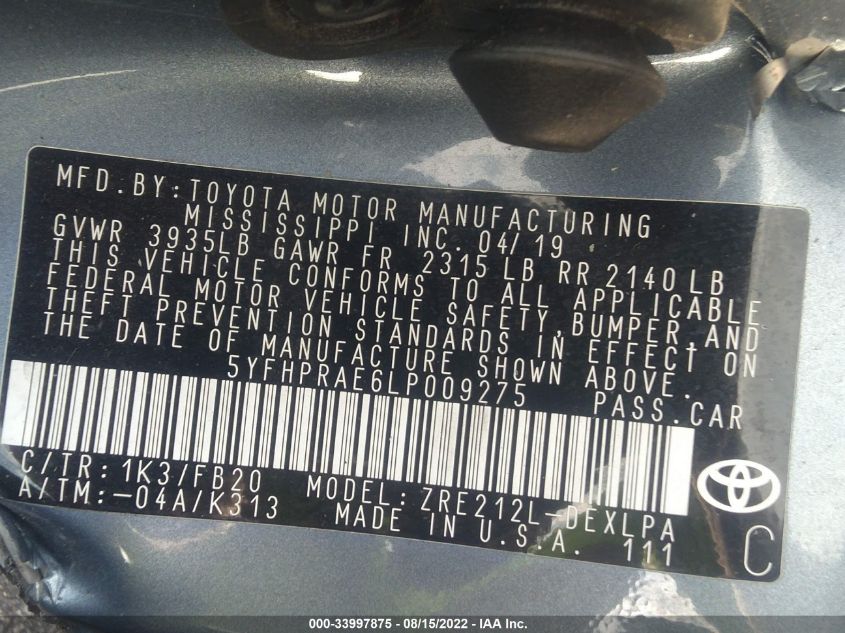 MFD.BY:TOYOTA MOTOR MANUFACTURING
MISSISSIPPI INC. 04/19
GVWR 3935LB GAWR FR 2315LB RR 2140LB
THIS VEHICLE CONFORMS TO ALL APPLICABLE
FEDERAL MOTOR VEHICLE SAFETY,BUMPER,AND
THEFT PREVENTION STANDARDS IN EFFECT ON
THE DATE OF MANUFACTURE SHOWN ABOVE.
5YFHPRAE6LP009275 PASS.CAR
C/TR:1K3/FB20 MODEL:ZRE212L-DEXLPA
A/TM:-04A/K313 MADE IN U.S.A. 111
C
000-33997875 - 08/15/2022 - IAA Inc.